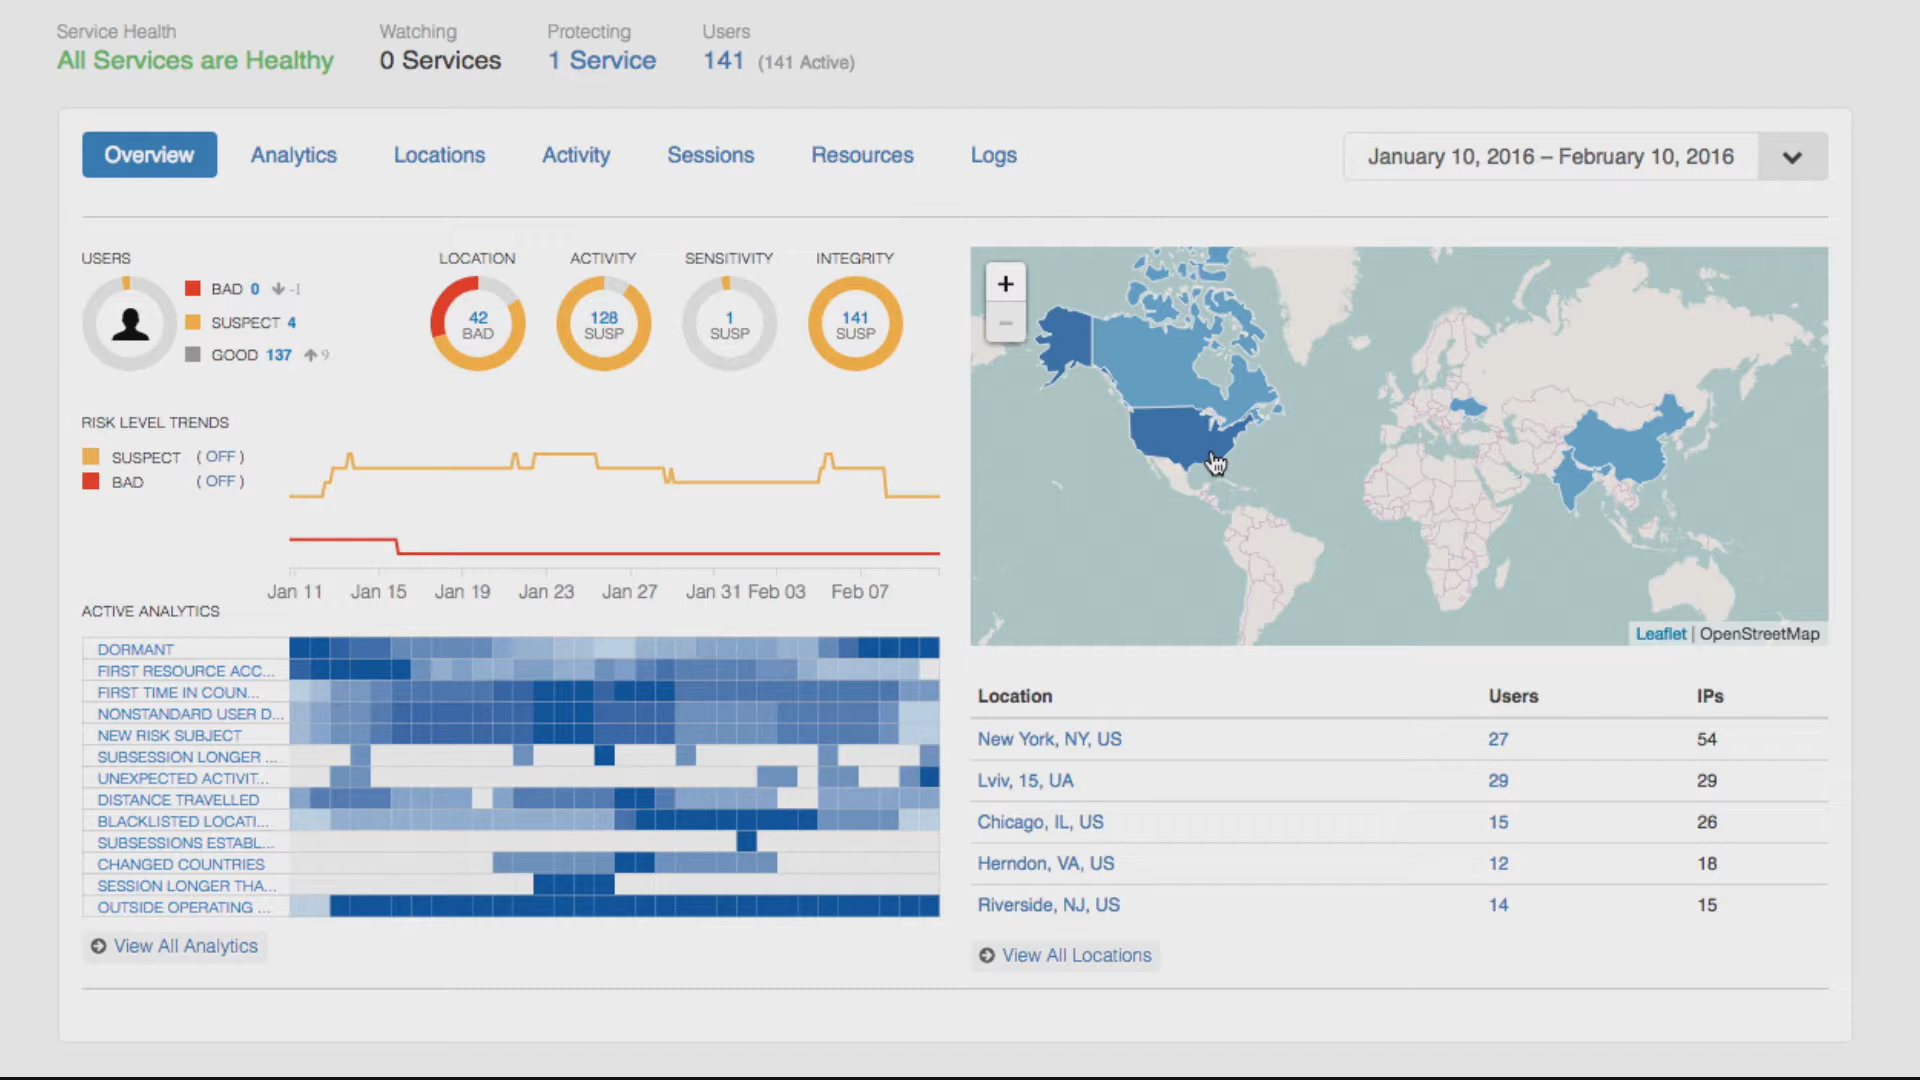 Service Health
All Services are Healthy
Watching
0 Services
Protecting
1 Service
Users
141 (141 Active)
Overview
Analytics
Locations
Activity
Sessions
Resources
Logs
January 10, 2016 – February 10, 2016
USERS
BAD 0 -1
SUSPECT 4
GOOD 137 9
LOCATION
42
BAD
ACTIVITY
128
SUSP
SENSITIVITY
1
SUSP
INTEGRITY
141
SUSP
RISK LEVEL TRENDS
SUSPECT (OFF)
BAD (OFF)
Jan 11 Jan 15 Jan 19 Jan 23 Jan 27 Jan 31 Feb 03 Feb 07
ACTIVE ANALYTICS
DORMANT
FIRST RESOURCE ACC...
FIRST TIME IN COUN...
NONSTANDARD USER D...
NEW RISK SUBJECT
SUBSESSION LONGER ...
UNEXPECTED ACTIVIT...
DISTANCE TRAVELLED
BLACKLISTED LOCATI...
SUBSESSIONS ESTABL...
CHANGED COUNTRIES
SESSION LONGER THA...
OUTSIDE OPERATING ...
View All Analytics
+
−
Leaflet | OpenStreetMap
Location Users IPs
New York, NY, US 27 54
Lviv, 15, UA 29 29
Chicago, IL, US 15 26
Herndon, VA, US 12 18
Riverside, NJ, US 14 15
View All Locations